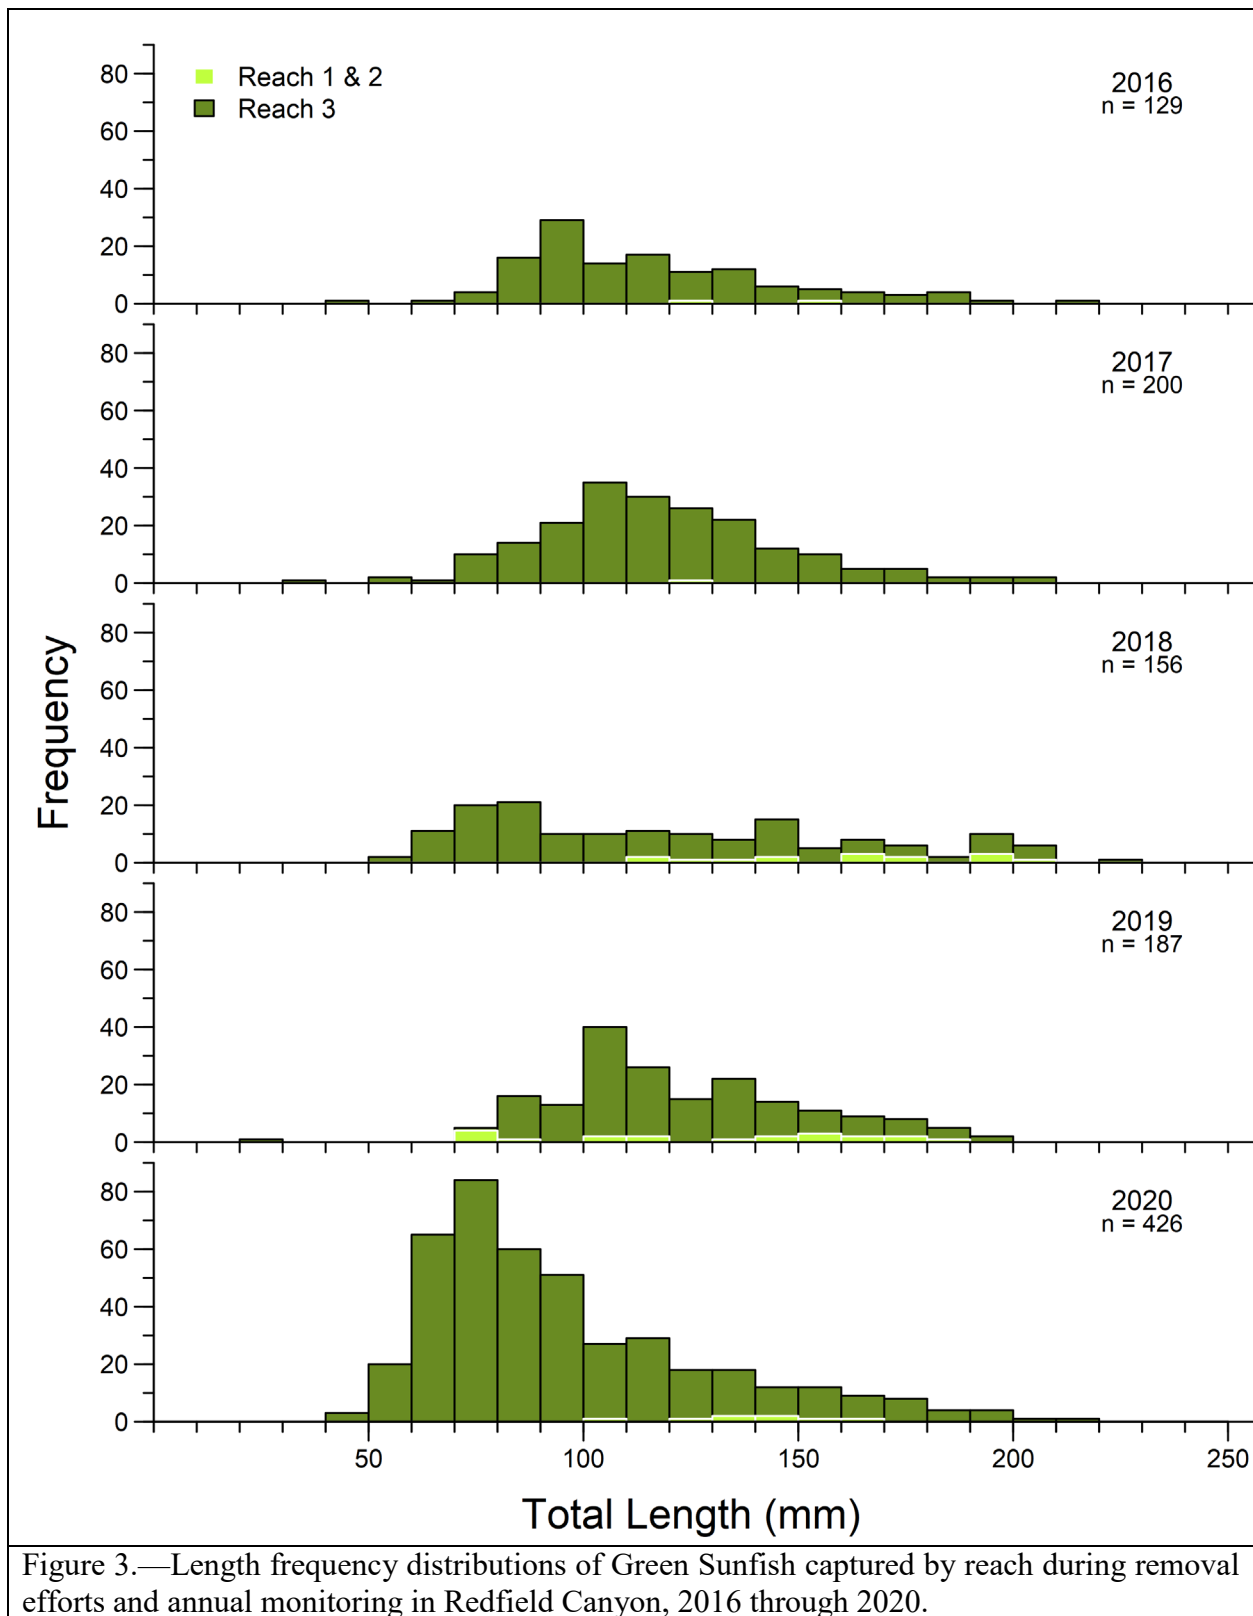 80
60
40
20
0
Reach 1 & 2
Reach 3
2016
n = 129
80
60
40
20
0
2017
n = 200
80
60
40
20
0
2018
n = 156
Frequency
80
60
40
20
0
2019
n = 187
80
60
40
20
0
2020
n = 426
50 100 150 200 250
Total Length (mm)
Figure 3.—Length frequency distributions of Green Sunfish captured by reach during removal
efforts and annual monitoring in Redfield Canyon, 2016 through 2020.